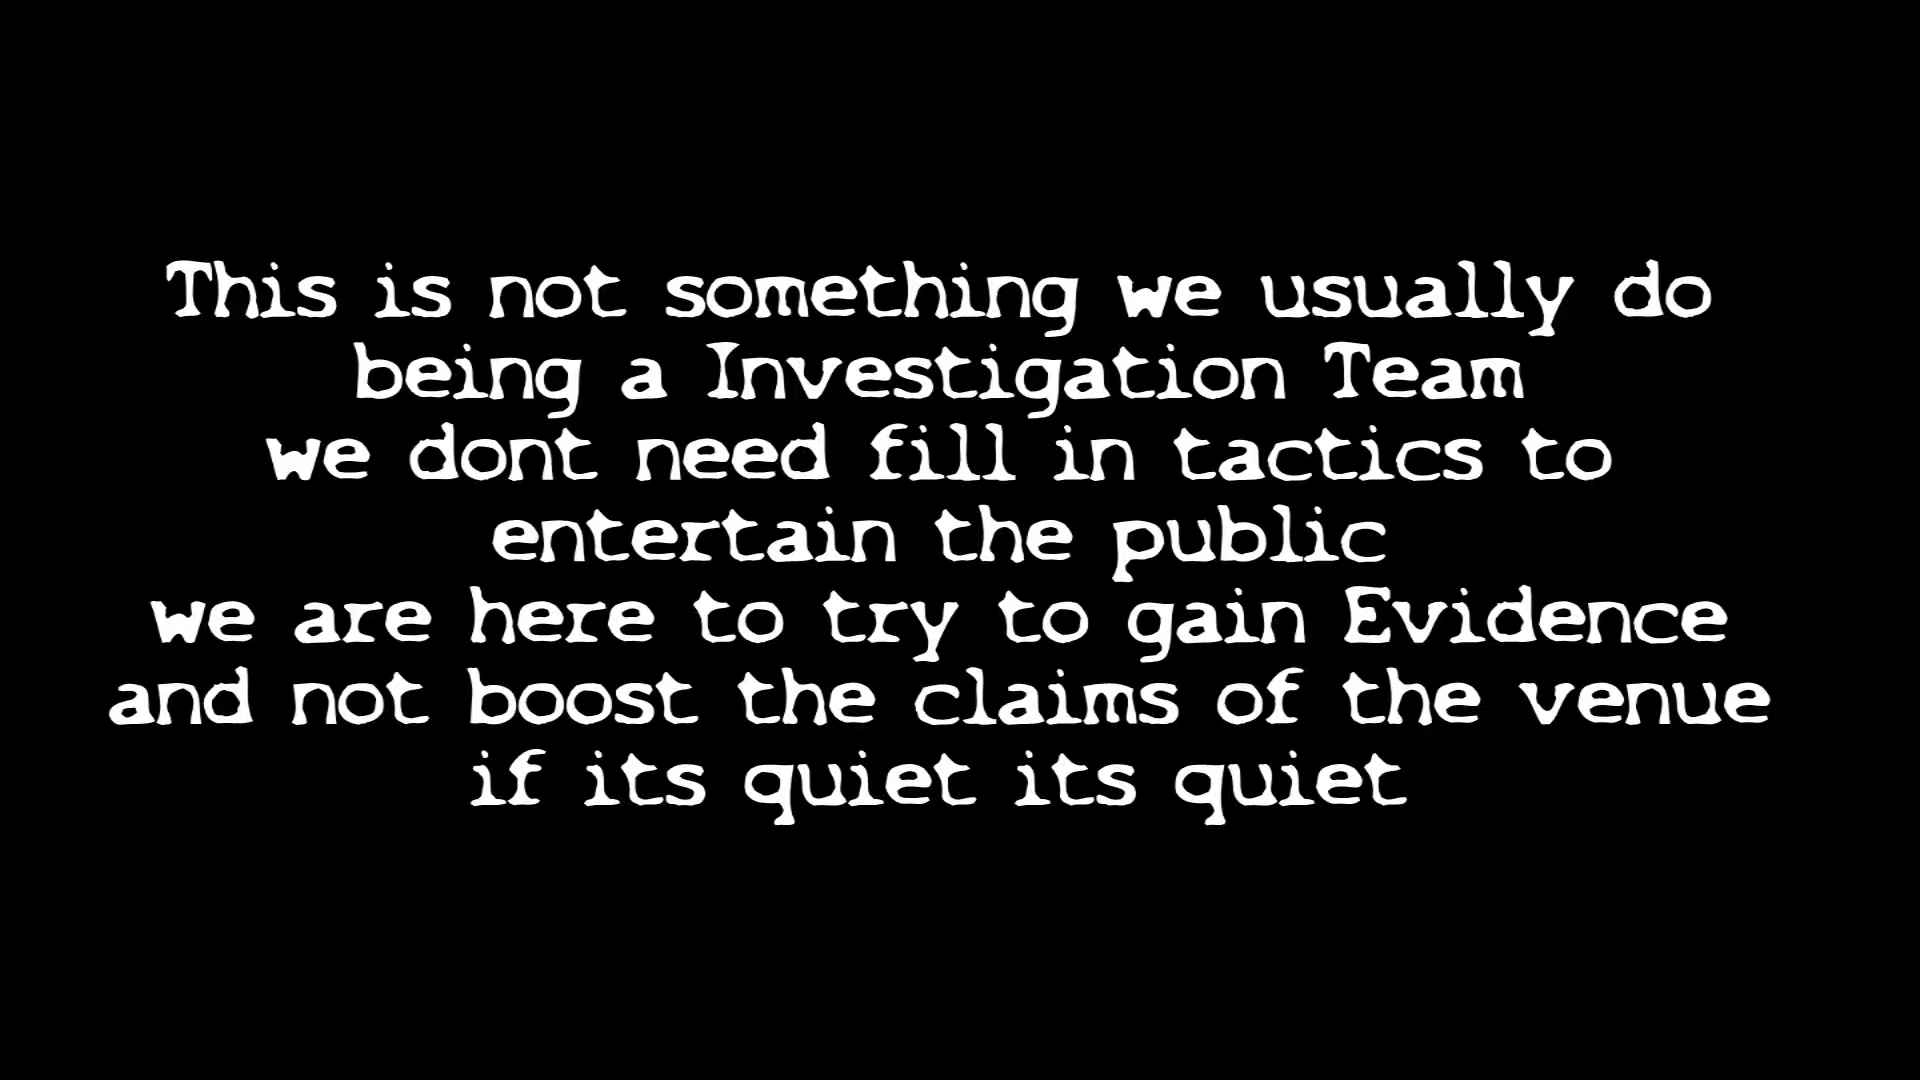 This is not something we usually do
being a Investigation Team
we dont need fill in tactics to
entertain the public
we are here to try to gain Evidence
and not boost the claims of the venue
if its quiet its quiet